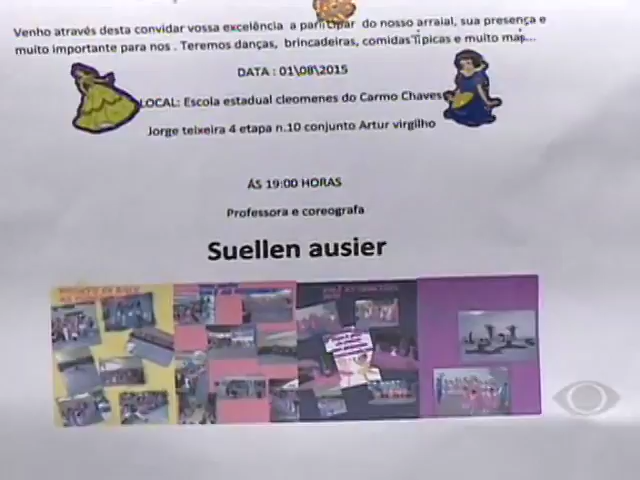 Venho através desta convidar vossa excelência a participar do nosso arraial, sua presença e
muito importante para nos . Teremos danças, brincadeiras, comidas típicas e muito mais...
DATA : 01\08\2015
LOCAL: Escola estadual cleomenes do Carmo Chaves
Jorge teixeira 4 etapa n.10 conjunto Artur virgilho
ÁS 19:00 HORAS
Professora e coreografa
Suellen ausier